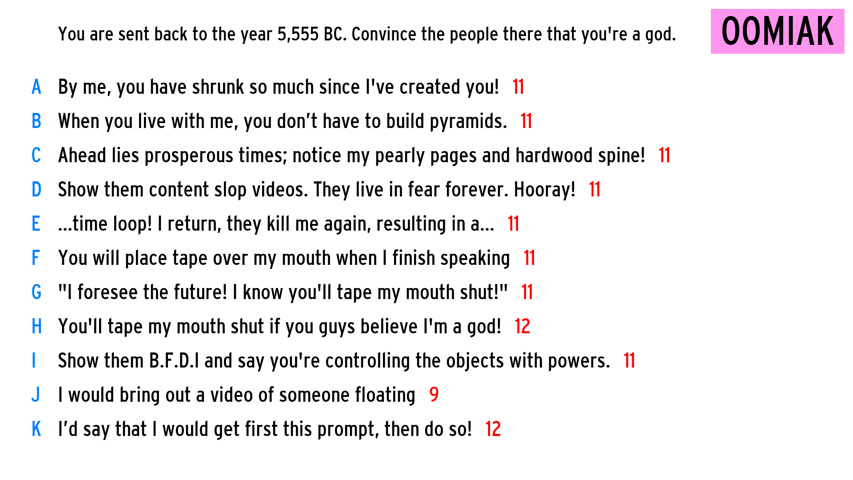 You are sent back to the year 5,555 BC. Convince the people there that you're a god.
OOMIAK
A By me, you have shrunk so much since I've created you! 11
B When you live with me, you don’t have to build pyramids. 11
C Ahead lies prosperous times; notice my pearly pages and hardwood spine! 11
D Show them content slop videos. They live in fear forever. Hooray! 11
E ...time loop! I return, they kill me again, resulting in a... 11
F You will place tape over my mouth when I finish speaking 11
G "I foresee the future! I know you'll tape my mouth shut!" 11
H You'll tape my mouth shut if you guys believe I'm a god! 12
I Show them B.F.D.I and say you're controlling the objects with powers. 11
J I would bring out a video of someone floating 9
K I’d say that I would get first this prompt, then do so! 12